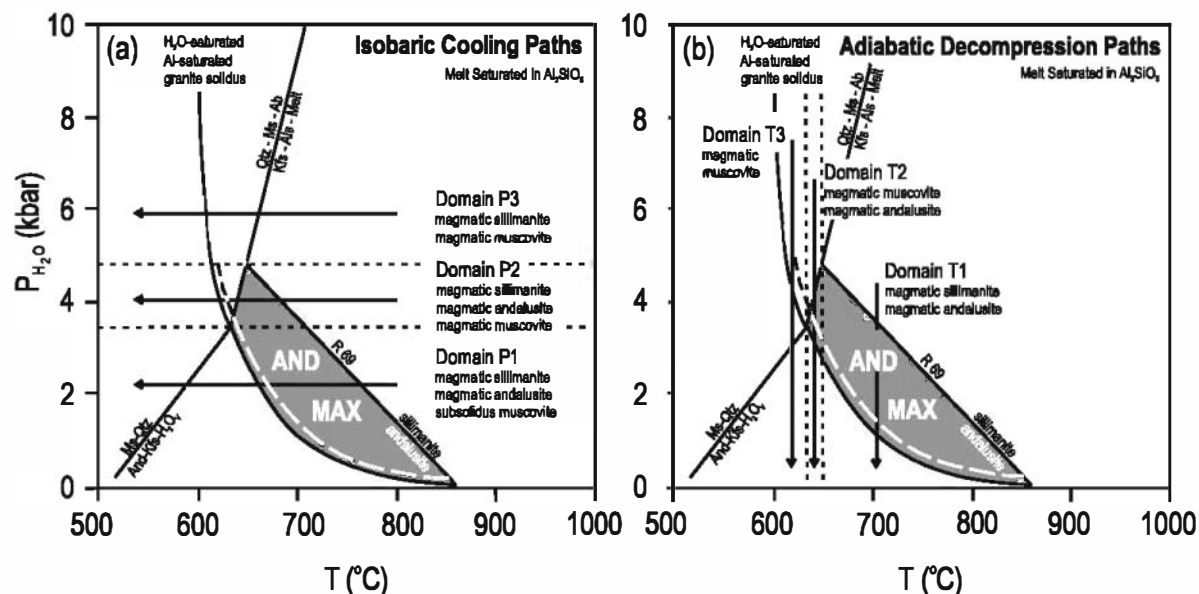 (a)
H₂O-saturated
Al-saturated
granite solidus
Isobaric Cooling Paths
Melt Saturated in Al₂SiO₅
Qtz - Ms - Ab
Kfs - Als - Melt
Domain P3
magmatic sillimanite
magmatic muscovite
Domain P2
magmatic sillimanite
magmatic andalusite
magmatic muscovite
Domain P1
magmatic sillimanite
magmatic andalusite
subsolidus muscovite
AND
MAX
R 69
sillimanite
andalusite
Ms-Qtz
And-Kfs-H₂Oᵥ
P H₂O (kbar)
10
8
6
4
2
0
500 600 700 800 900 1000
T (°C)
(b)
H₂O-saturated
Al-saturated
granite solidus
Adiabatic Decompression Paths
Melt Saturated in Al₂SiO₅
Qtz - Ms - Ab
Kfs - Als - Melt
Domain T3
magmatic
muscovite
Domain T2
magmatic muscovite
magmatic andalusite
Domain T1
magmatic sillimanite
magmatic andalusite
AND
MAX
R 69
sillimanite
andalusite
Ms-Qtz
And-Kfs-H₂Oᵥ
10
8
6
4
2
0
500 600 700 800 900 1000
T (°C)